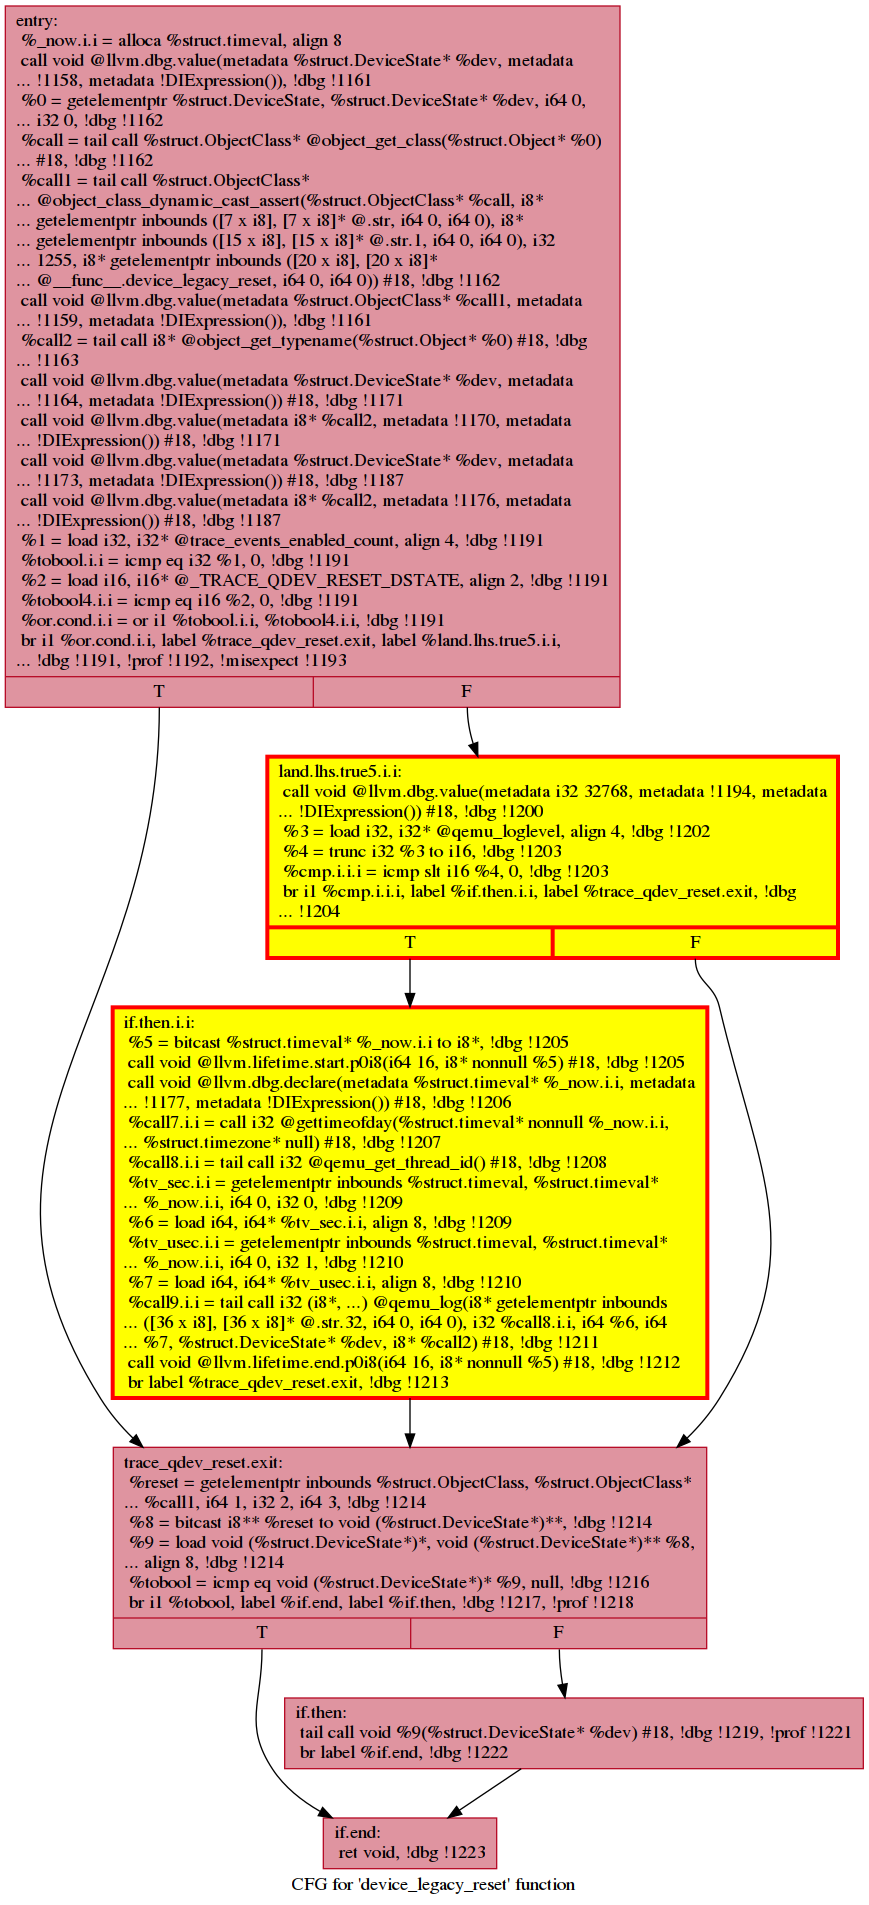 entry:
%_now.i.i = alloca %struct.timeval, align 8
call void @llvm.dbg.value(metadata %struct.DeviceState* %dev, metadata
... !1158, metadata !DIExpression()), !dbg !1161
%0 = getelementptr %struct.DeviceState, %struct.DeviceState* %dev, i64 0,
... i32 0, !dbg !1162
%call = tail call %struct.ObjectClass* @object_get_class(%struct.Object* %0)
... #18, !dbg !1162
%call1 = tail call %struct.ObjectClass*
... @object_class_dynamic_cast_assert(%struct.ObjectClass* %call, i8*
... getelementptr inbounds ([7 x i8], [7 x i8]* @.str, i64 0, i64 0), i8*
... getelementptr inbounds ([15 x i8], [15 x i8]* @.str.1, i64 0, i64 0), i32
... 1255, i8* getelementptr inbounds ([20 x i8], [20 x i8]*
... @__func__.device_legacy_reset, i64 0, i64 0)) #18, !dbg !1162
call void @llvm.dbg.value(metadata %struct.ObjectClass* %call1, metadata
... !1159, metadata !DIExpression()), !dbg !1161
%call2 = tail call i8* @object_get_typename(%struct.Object* %0) #18, !dbg
... !1163
call void @llvm.dbg.value(metadata %struct.DeviceState* %dev, metadata
... !1164, metadata !DIExpression()) #18, !dbg !1171
call void @llvm.dbg.value(metadata i8* %call2, metadata !1170, metadata
... !DIExpression()) #18, !dbg !1171
call void @llvm.dbg.value(metadata %struct.DeviceState* %dev, metadata
... !1173, metadata !DIExpression()) #18, !dbg !1187
call void @llvm.dbg.value(metadata i8* %call2, metadata !1176, metadata
... !DIExpression()) #18, !dbg !1187
%1 = load i32, i32* @trace_events_enabled_count, align 4, !dbg !1191
%tobool.i.i = icmp eq i32 %1, 0, !dbg !1191
%2 = load i16, i16* @_TRACE_QDEV_RESET_DSTATE, align 2, !dbg !1191
%tobool4.i.i = icmp eq i16 %2, 0, !dbg !1191
%or.cond.i.i = or i1 %tobool.i.i, %tobool4.i.i, !dbg !1191
br i1 %or.cond.i.i, label %trace_qdev_reset.exit, label %land.lhs.true5.i.i,
... !dbg !1191, !prof !1192, !misexpect !1193
T F
land.lhs.true5.i.i:
call void @llvm.dbg.value(metadata i32 32768, metadata !1194, metadata
... !DIExpression()) #18, !dbg !1200
%3 = load i32, i32* @qemu_loglevel, align 4, !dbg !1202
%4 = trunc i32 %3 to i16, !dbg !1203
%cmp.i.i.i = icmp slt i16 %4, 0, !dbg !1203
br i1 %cmp.i.i.i, label %if.then.i.i, label %trace_qdev_reset.exit, !dbg
... !1204
T F
if.then.i.i:
%5 = bitcast %struct.timeval* %_now.i.i to i8*, !dbg !1205
call void @llvm.lifetime.start.p0i8(i64 16, i8* nonnull %5) #18, !dbg !1205
call void @llvm.dbg.declare(metadata %struct.timeval* %_now.i.i, metadata
... !1177, metadata !DIExpression()) #18, !dbg !1206
%call7.i.i = call i32 @gettimeofday(%struct.timeval* nonnull %_now.i.i,
... %struct.timezone* null) #18, !dbg !1207
%call8.i.i = tail call i32 @qemu_get_thread_id() #18, !dbg !1208
%tv_sec.i.i = getelementptr inbounds %struct.timeval, %struct.timeval*
... %_now.i.i, i64 0, i32 0, !dbg !1209
%6 = load i64, i64* %tv_sec.i.i, align 8, !dbg !1209
%tv_usec.i.i = getelementptr inbounds %struct.timeval, %struct.timeval*
... %_now.i.i, i64 0, i32 1, !dbg !1210
%7 = load i64, i64* %tv_usec.i.i, align 8, !dbg !1210
%call9.i.i = tail call i32 (i8*, ...) @qemu_log(i8* getelementptr inbounds
... ([36 x i8], [36 x i8]* @.str.32, i64 0, i64 0), i32 %call8.i.i, i64 %6, i64
... %7, %struct.DeviceState* %dev, i8* %call2) #18, !dbg !1211
call void @llvm.lifetime.end.p0i8(i64 16, i8* nonnull %5) #18, !dbg !1212
br label %trace_qdev_reset.exit, !dbg !1213
trace_qdev_reset.exit:
%reset = getelementptr inbounds %struct.ObjectClass, %struct.ObjectClass*
... %call1, i64 1, i32 2, i64 3, !dbg !1214
%8 = bitcast i8** %reset to void (%struct.DeviceState*)**, !dbg !1214
%9 = load void (%struct.DeviceState*)*, void (%struct.DeviceState*)** %8,
... align 8, !dbg !1214
%tobool = icmp eq void (%struct.DeviceState*)* %9, null, !dbg !1216
br i1 %tobool, label %if.end, label %if.then, !dbg !1217, !prof !1218
T F
if.then:
tail call void %9(%struct.DeviceState* %dev) #18, !dbg !1219, !prof !1221
br label %if.end, !dbg !1222
if.end:
ret void, !dbg !1223
CFG for 'device_legacy_reset' function